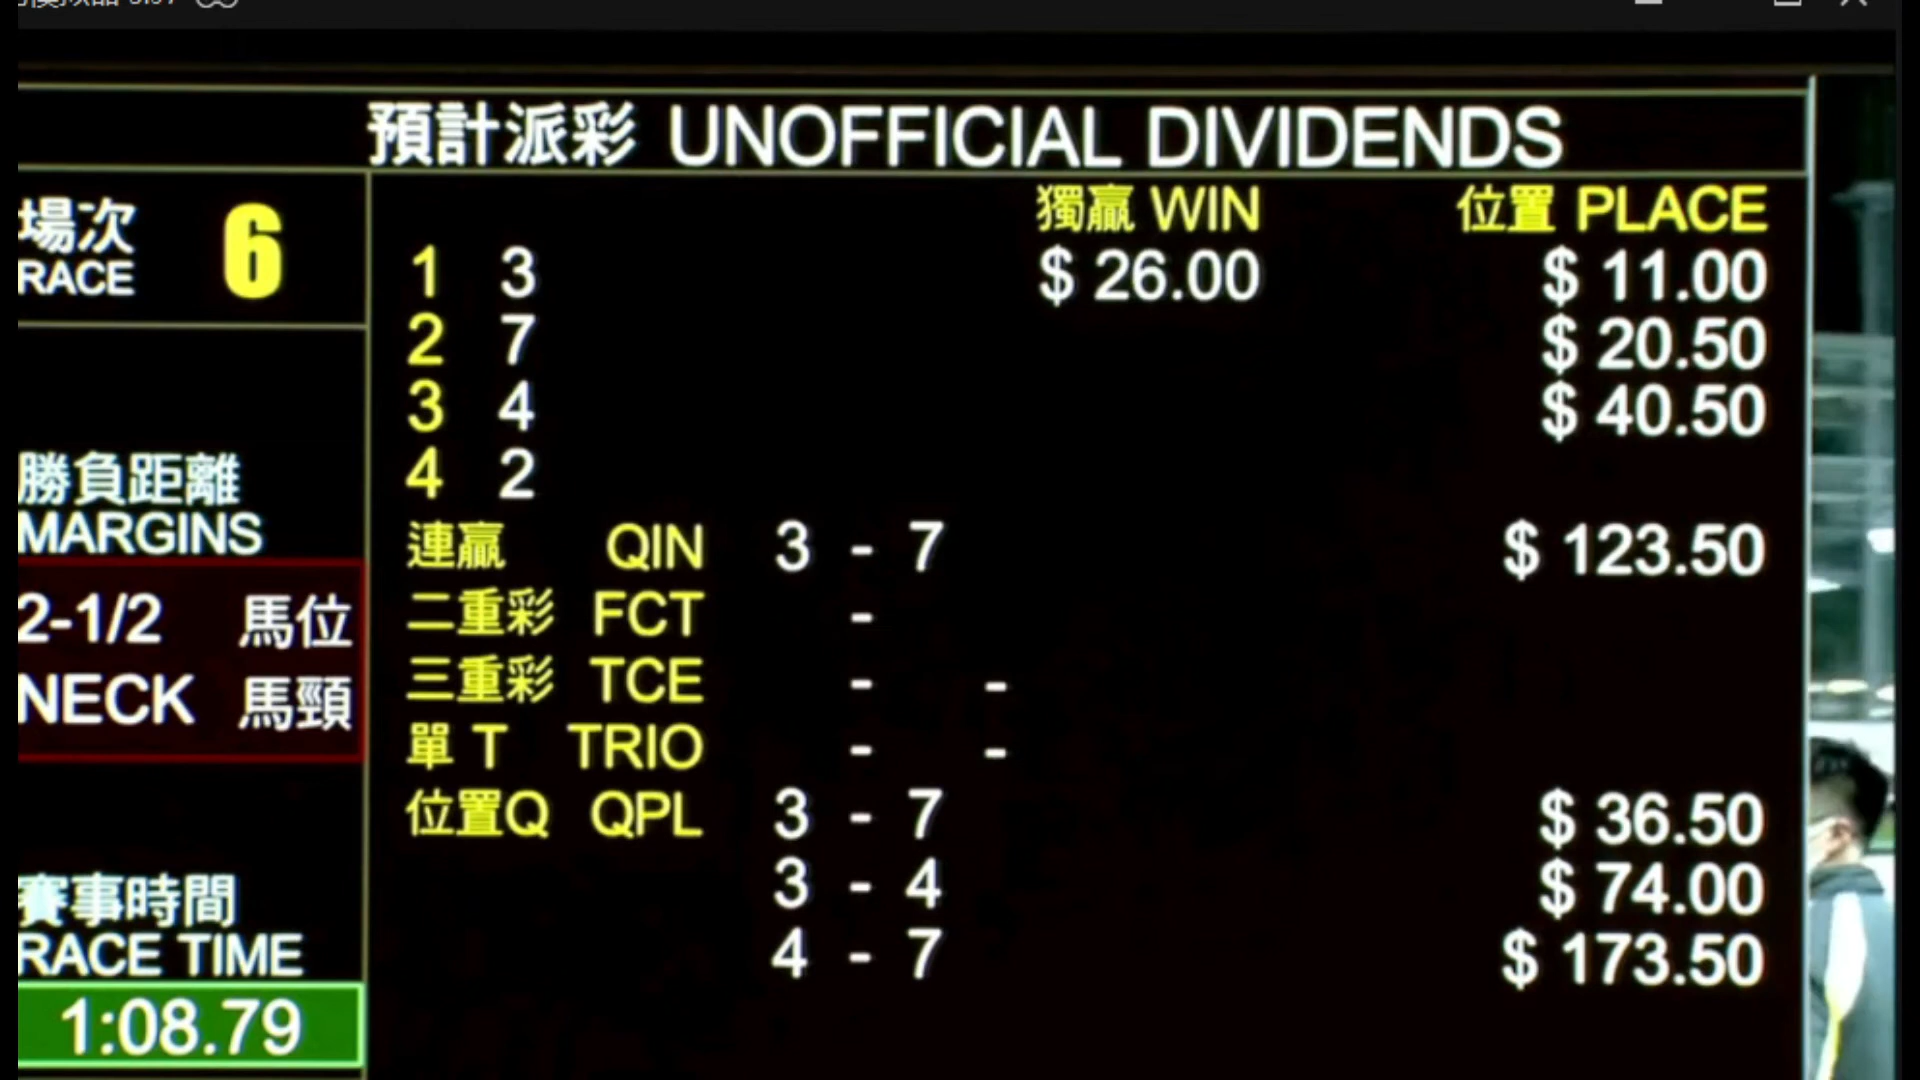 預計派彩 UNOFFICIAL DIVIDENDS
場次
RACE
6
獨贏 WIN 位置 PLACE
1 3 $ 26.00 $ 11.00
2 7 $ 20.50
3 4 $ 40.50
4 2
勝負距離
MARGINS
2-1/2 馬位
NECK 馬頸
連贏 QIN 3 - 7 $ 123.50
二重彩 FCT -
三重彩 TCE - -
單 T TRIO - -
位置Q QPL 3 - 7 $ 36.50
3 - 4 $ 74.00
4 - 7 $ 173.50
賽事時間
RACE TIME
1:08.79